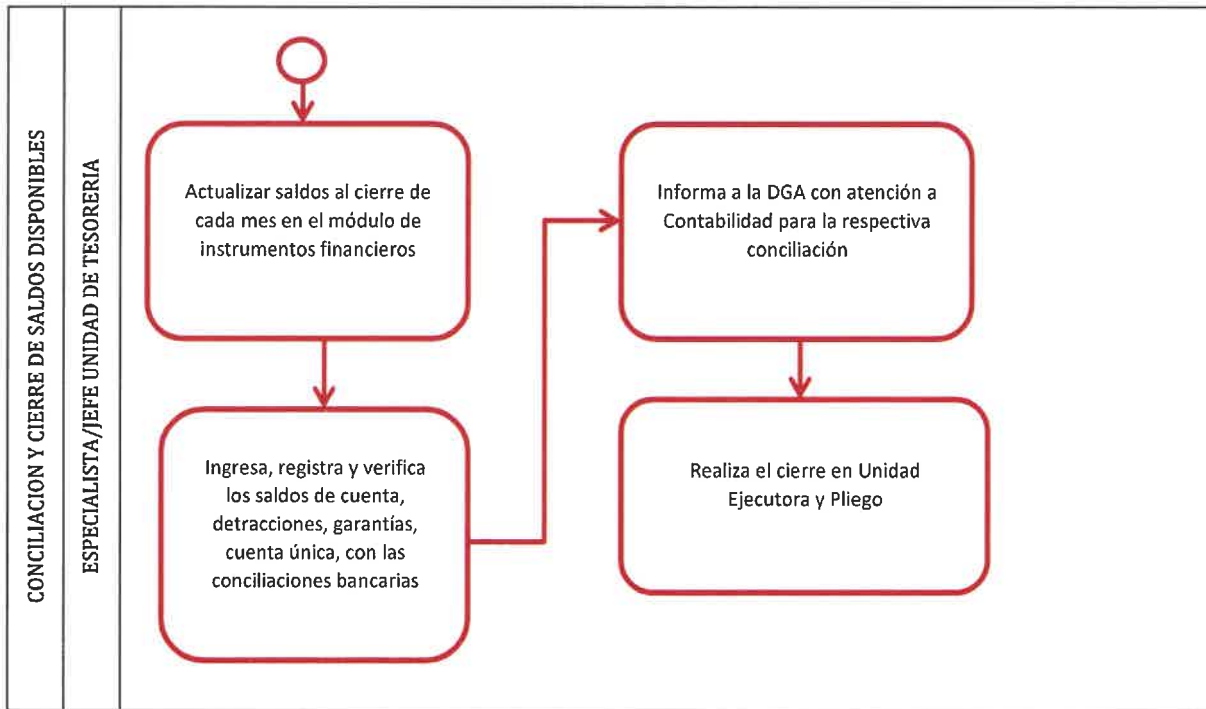 CONCILIACION Y CIERRE DE SALDOS DISPONIBLES
ESPECIALISTA/JEFE UNIDAD DE TESORERIA
Actualizar saldos al cierre de
cada mes en el módulo de
instrumentos financieros
Ingresa, registra y verifica
los saldos de cuenta,
detracciones, garantías,
cuenta única, con las
conciliaciones bancarias
Informa a la DGA con atención a
Contabilidad para la respectiva
conciliación
Realiza el cierre en Unidad
Ejecutora y Pliego